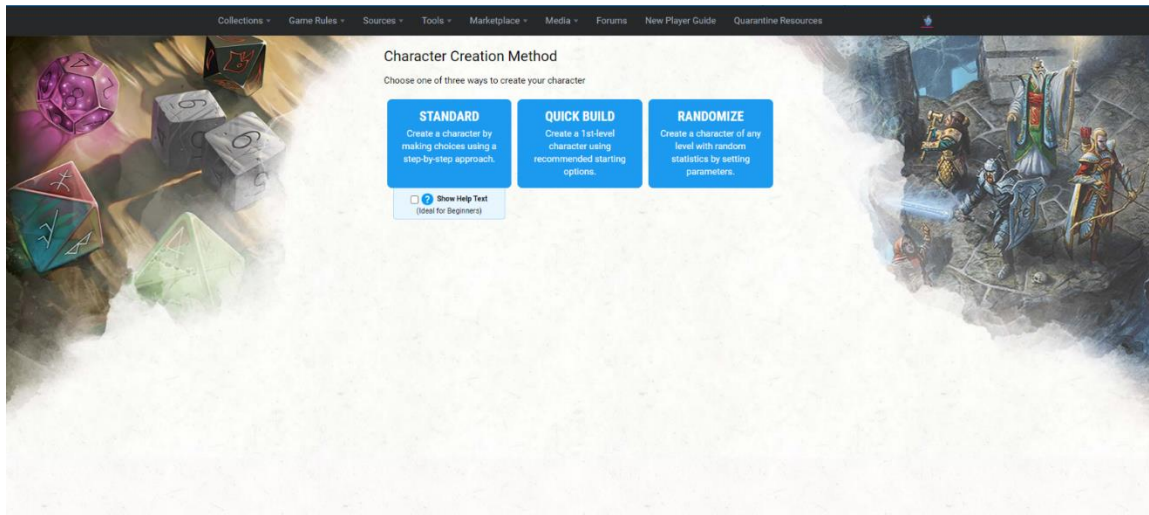 Collections Game Rules Sources Tools Marketplace Media Forums New Player Guide Quarantine Resources
Character Creation Method
Choose one of three ways to create your character
STANDARD
Create a character by
making choices using a
step-by-step approach.
QUICK BUILD
Create a 1st-level
character using
recommended starting
options.
RANDOMIZE
Create a character of any
level with random
statistics by setting
parameters.
? Show Help Text
(Ideal for Beginners)